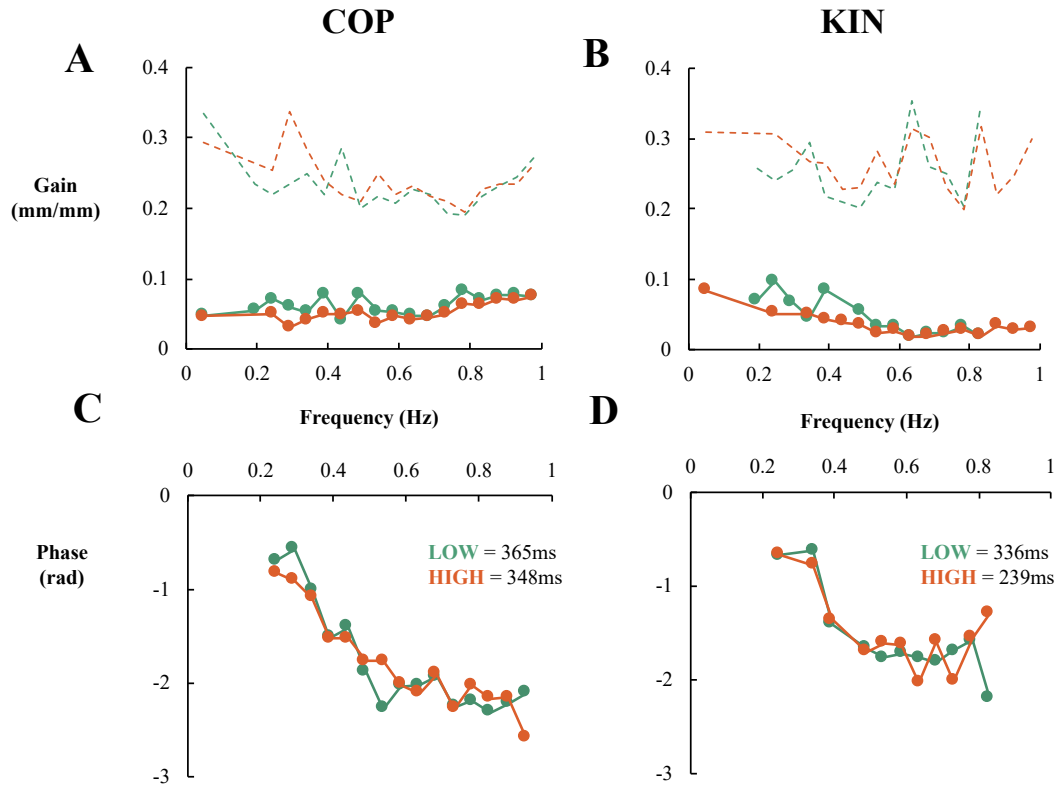 COP
KIN
A
B
0.4
0.3
0.2
0.1
0
0 0.2 0.4 0.6 0.8 1
Gain
(mm/mm)
0.4
0.3
0.2
0.1
0
0 0.2 0.4 0.6 0.8 1
Frequency (Hz)
Frequency (Hz)
C
D
0 0.2 0.4 0.6 0.8 1
0
-1
-2
-3
Phase
(rad)
LOW = 365ms
HIGH = 348ms
0 0.2 0.4 0.6 0.8 1
0
-1
-2
-3
LOW = 336ms
HIGH = 239ms